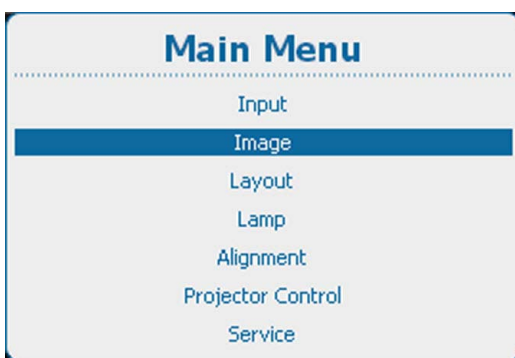 Main Menu
Input
Image
Layout
Lamp
Alignment
Projector Control
Service